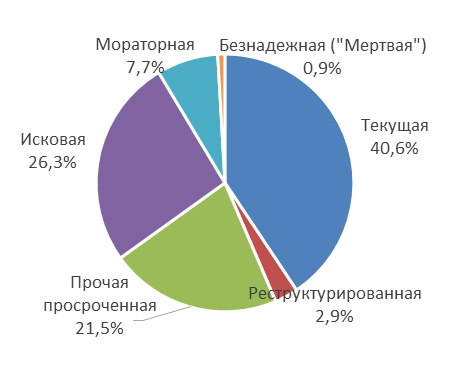 Мораторная
7,7%
Безнадежная ("Мертвая")
0,9%
Текущая
40,6%
Исковая
26,3%
Прочая
просроченная
21,5%
Реструктурированная
2,9%